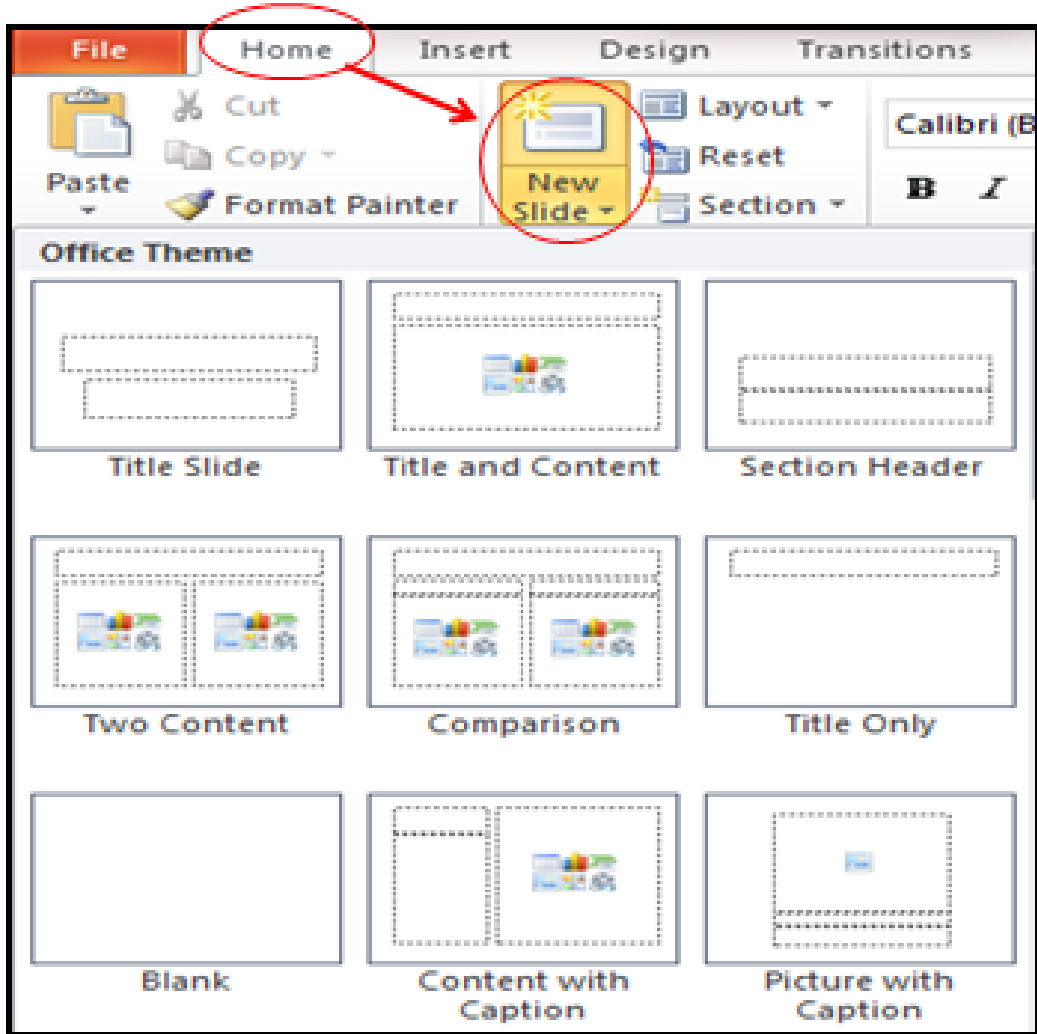 File Home Insert Design Transitions
Cut
Copy
Paste
Format Painter
New
Slide
Layout
Reset
Section
Calibri (B
B I
Office Theme
Title Slide Title and Content Section Header
Two Content Comparison Title Only
Blank Content with Caption Picture with Caption